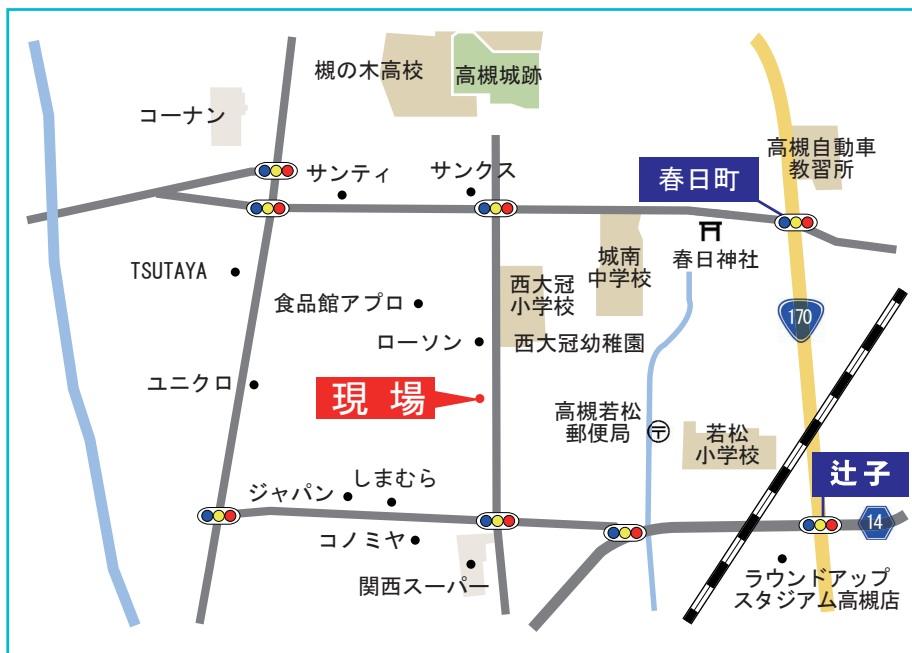 槻の木高校
高槻城跡
コーナン
高槻自動車
教習所
サンティ
サンクス
春日町
城南
中学校
春日神社
TSUTAYA
西大冠
小学校
食品館アプロ
170
ローソン
西大冠幼稚園
ユニクロ
現場
高槻若松
郵便局
〒
若松
小学校
辻子
ジャパン
しまむら
14
コノミヤ
関西スーパー
ラウンドアップ
スタジアム高槻店